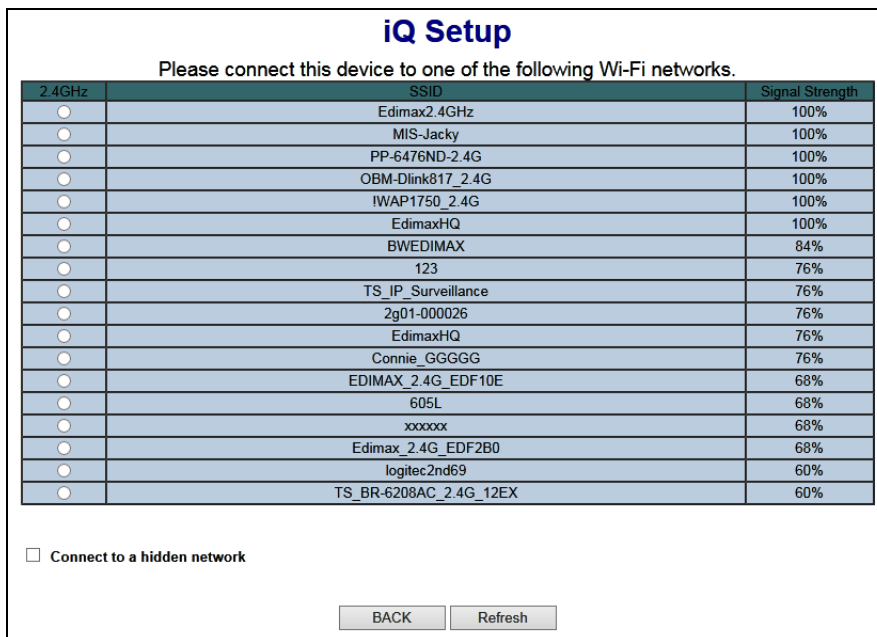 iQ Setup
Please connect this device to one of the following Wi-Fi networks.
2.4GHz SSID Signal Strength
Edimax2.4GHz 100%
MIS-Jacky 100%
PP-6476ND-2.4G 100%
OBM-Dlink817_2.4G 100%
!WAP1750_2.4G 100%
EdimaxHQ 100%
BWEDIMAX 84%
123 76%
TS_IP_Surveillance 76%
2g01-000026 76%
EdimaxHQ 76%
Connie_GGGGG 76%
EDIMAX_2.4G_EDF10E 68%
605L 68%
xxxxxx 68%
Edimax_2.4G_EDF2B0 68%
logitec2nd69 60%
TS_BR-6208AC_2.4G_12EX 60%
Connect to a hidden network
BACK Refresh